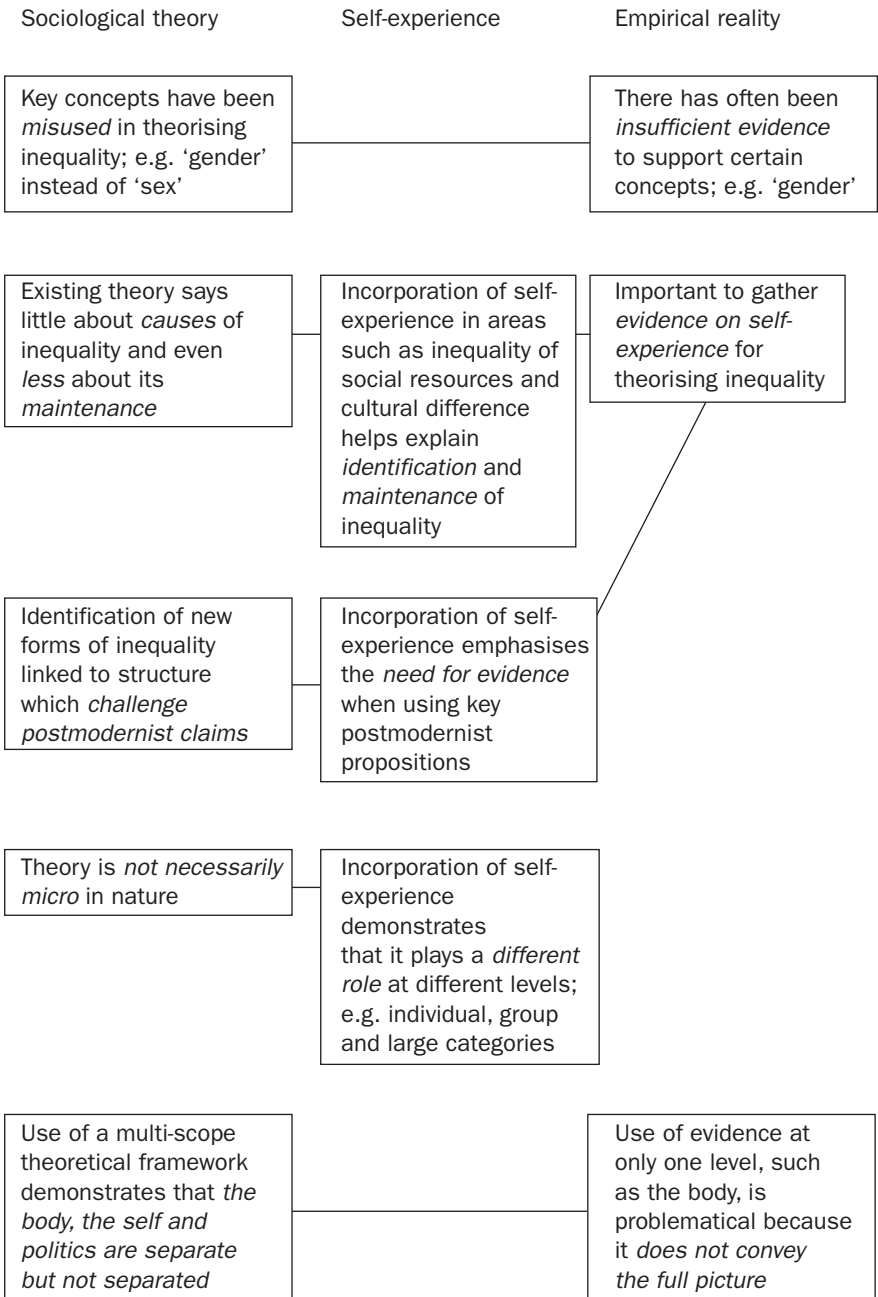 Sociological theory
Self-experience
Empirical reality
Key concepts have been
misused in theorising
inequality; e.g. ‘gender’
instead of ‘sex’
There has often been
insufficient evidence
to support certain
concepts; e.g. ‘gender’
Existing theory says
little about causes of
inequality and even
less about its
maintenance
Incorporation of self-
experience in areas
such as inequality of
social resources and
cultural difference
helps explain
identification and
maintenance of
inequality
Important to gather
evidence on self-
experience for
theorising inequality
Identification of new
forms of inequality
linked to structure
which challenge
postmodernist claims
Incorporation of self-
experience emphasises
the need for evidence
when using key
postmodernist
propositions
Theory is not necessarily
micro in nature
Incorporation of self-
experience
demonstrates
that it plays a different
role at different levels;
e.g. individual, group
and large categories
Use of a multi-scope
theoretical framework
demonstrates that the
body, the self and
politics are separate
but not separated
Use of evidence at
only one level, such
as the body, is
problematical because
it does not convey
the full picture